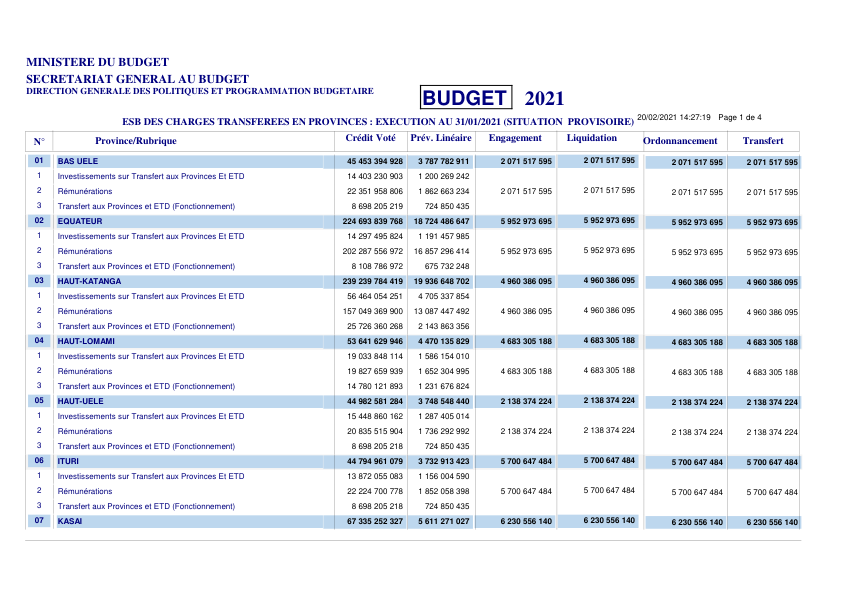 MINISTERE DU BUDGET
SECRETARIAT GENERAL AU BUDGET
DIRECTION GENERALE DES POLITIQUES ET PROGRAMMATION BUDGETAIRE
BUDGET 2021
ESB DES CHARGES TRANSFEREES EN PROVINCES : EXECUTION AU 31/01/2021 (SITUATION PROVISOIRE) 20/02/2021 14:27:19 Page 1 de 4
N° Province/Rubrique Crédit Voté Prév. Linéaire Engagement Liquidation Ordonnancement Transfert
01 BAS UELE 45 453 394 928 3 787 782 911 2 071 517 595 2 071 517 595 2 071 517 595 2 071 517 595
1 Investissements sur Transfert aux Provinces Et ETD 14 403 230 903 1 200 269 242
2 Rémunérations 22 351 958 806 1 862 663 234 2 071 517 595 2 071 517 595 2 071 517 595 2 071 517 595
3 Transfert aux Provinces et ETD (Fonctionnement) 8 698 205 219 724 850 435
02 EQUATEUR 224 693 839 768 18 724 486 647 5 952 973 695 5 952 973 695 5 952 973 695 5 952 973 695
1 Investissements sur Transfert aux Provinces Et ETD 14 297 495 824 1 191 457 985
2 Rémunérations 202 287 556 972 16 857 296 414 5 952 973 695 5 952 973 695 5 952 973 695 5 952 973 695
3 Transfert aux Provinces et ETD (Fonctionnement) 8 108 786 972 675 732 248
03 HAUT-KATANGA 239 239 784 419 19 936 648 702 4 960 386 095 4 960 386 095 4 960 386 095 4 960 386 095
1 Investissements sur Transfert aux Provinces Et ETD 56 464 054 251 4 705 337 854
2 Rémunérations 157 049 369 900 13 087 447 492 4 960 386 095 4 960 386 095 4 960 386 095 4 960 386 095
3 Transfert aux Provinces et ETD (Fonctionnement) 25 726 360 268 2 143 863 356
04 HAUT-LOMAMI 53 641 629 946 4 470 135 829 4 683 305 188 4 683 305 188 4 683 305 188 4 683 305 188
1 Investissements sur Transfert aux Provinces Et ETD 19 033 848 114 1 586 154 010
2 Rémunérations 19 827 659 939 1 652 304 995 4 683 305 188 4 683 305 188 4 683 305 188 4 683 305 188
3 Transfert aux Provinces et ETD (Fonctionnement) 14 780 121 893 1 231 676 824
05 HAUT-UELE 44 982 581 284 3 748 548 440 2 138 374 224 2 138 374 224 2 138 374 224 2 138 374 224
1 Investissements sur Transfert aux Provinces Et ETD 15 448 860 162 1 287 405 014
2 Rémunérations 20 835 515 904 1 736 292 992 2 138 374 224 2 138 374 224 2 138 374 224 2 138 374 224
3 Transfert aux Provinces et ETD (Fonctionnement) 8 698 205 218 724 850 435
06 ITURI 44 794 961 079 3 732 913 423 5 700 647 484 5 700 647 484 5 700 647 484 5 700 647 484
1 Investissements sur Transfert aux Provinces Et ETD 13 872 055 083 1 156 004 590
2 Rémunérations 22 224 700 778 1 852 058 398 5 700 647 484 5 700 647 484 5 700 647 484 5 700 647 484
3 Transfert aux Provinces et ETD (Fonctionnement) 8 698 205 218 724 850 435
07 KASAI 67 335 252 327 5 611 271 027 6 230 556 140 6 230 556 140 6 230 556 140 6 230 556 140